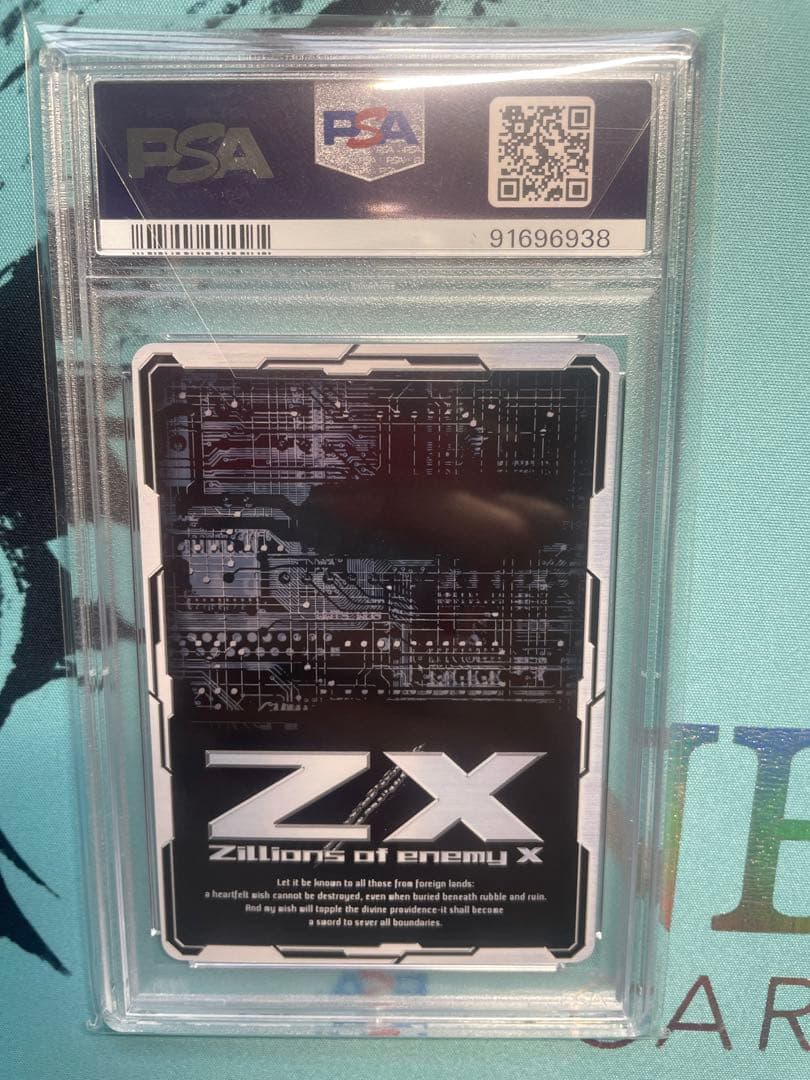 PSA
PSA
91696938
Z/X
Zillions of enemy X
Let it be known to all those from foreign lands:
a heartfelt wish cannot be destroyed, even when buried beneath rubble and ruin.
And my wish will topple the divine providence-it shall become
a sword to sever all boundaries.